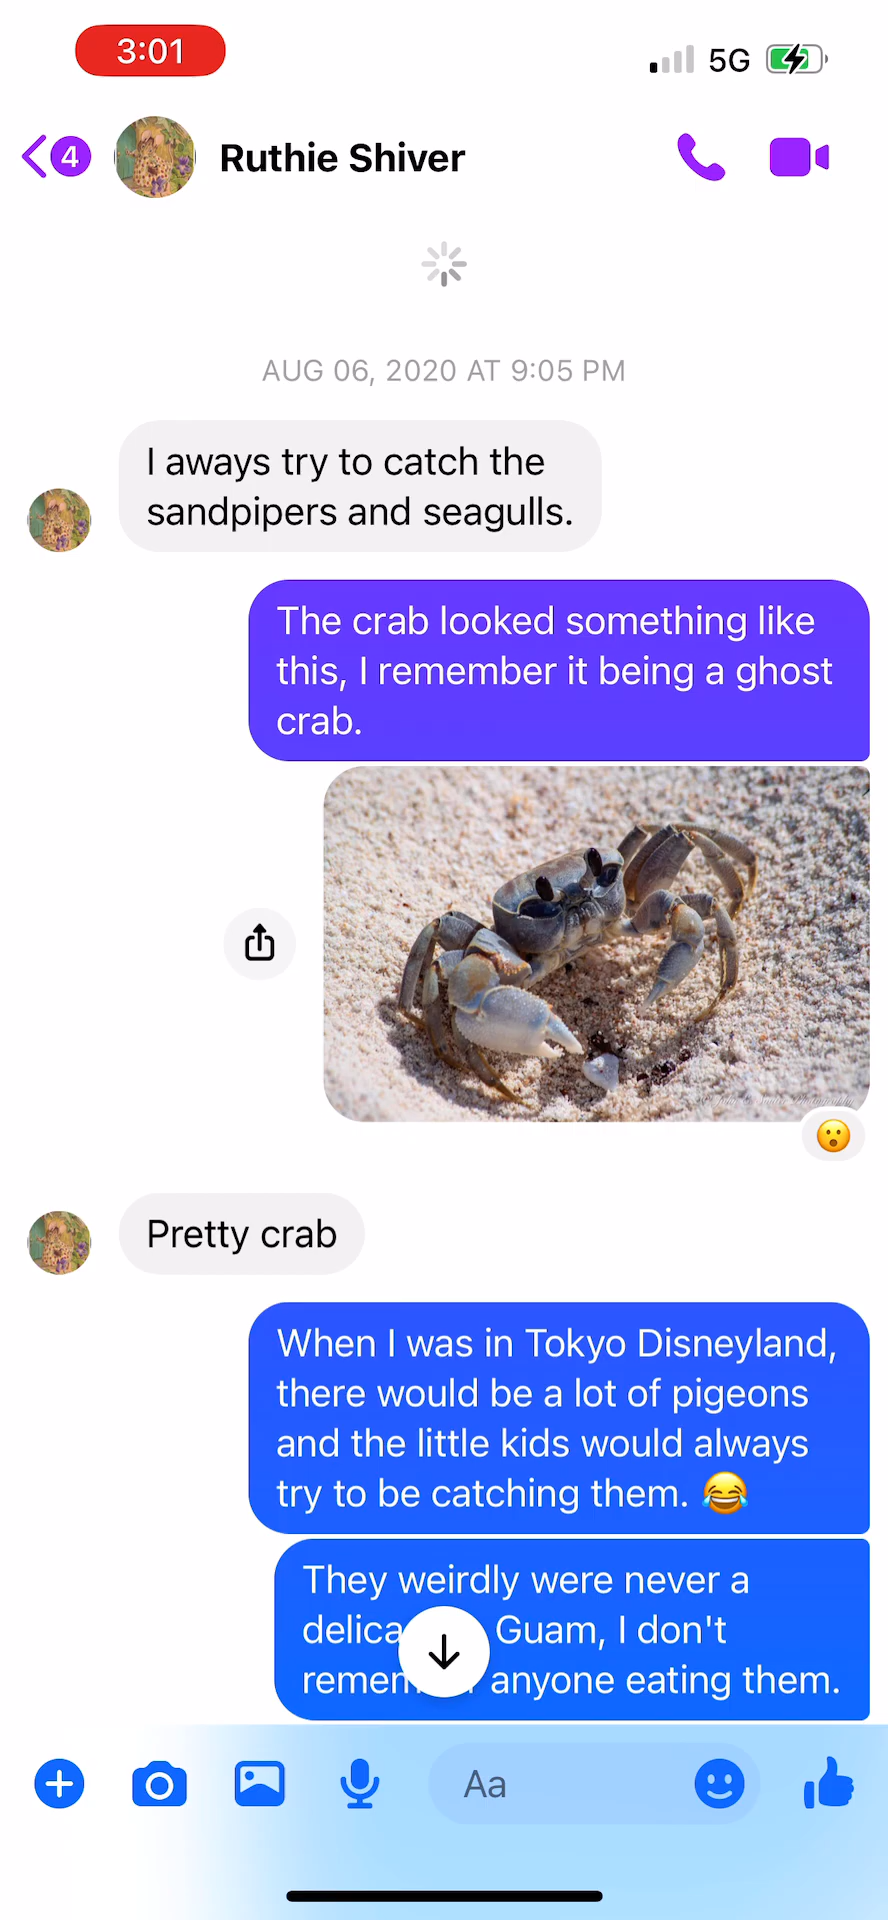 3:01
5G
4
Ruthie Shiver
AUG 06, 2020 AT 9:05 PM
I aways try to catch the
sandpipers and seagulls.
The crab looked something like
this, I remember it being a ghost
crab.
Pretty crab
When I was in Tokyo Disneyland,
there would be a lot of pigeons
and the little kids would always
try to be catching them. 😂
They weirdly were never a
Guam, I don't
anyone eating them.
Aa